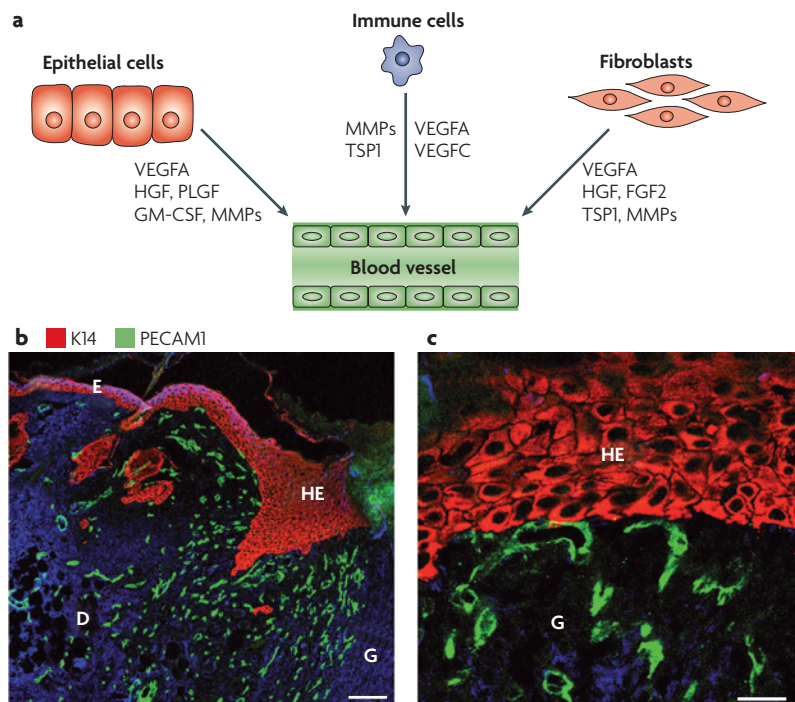 a
Immune cells
Epithelial cells
Fibroblasts
MMPs VEGFA
TSP1 VEGFC
VEGFA
HGF, PLGF
GM-CSF, MMPs
VEGFA
HGF, FGF2
TSP1, MMPs
Blood vessel
b K14 PECAM1
c
E
HE
D
G
HE
G